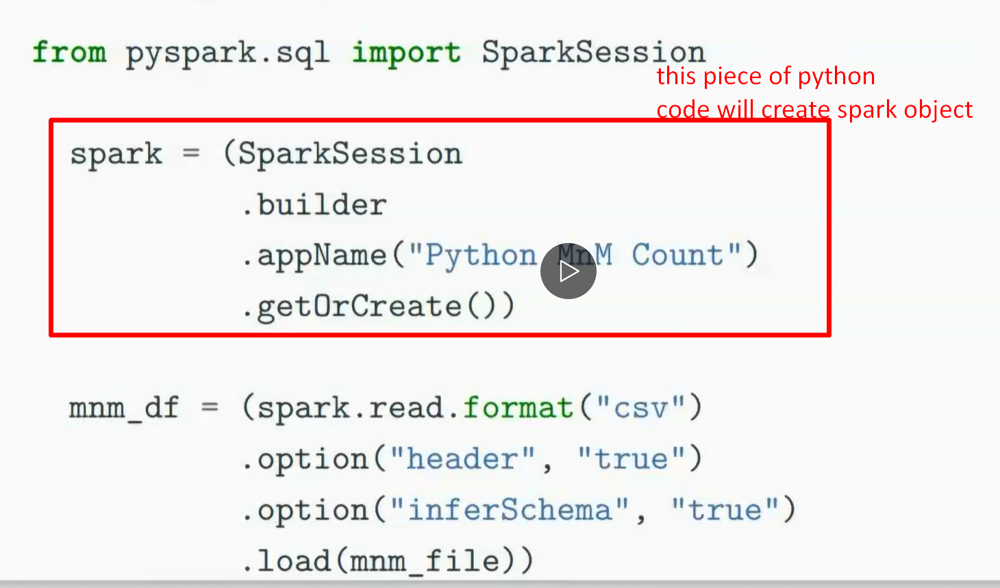 from pyspark.sql import SparkSession
this piece of python
code will create spark object
spark = (SparkSession
.builder
.appName("Python MnM Count")
.getOrCreate())
mnm_df = (spark.read.format("csv")
.option("header", "true")
.option("inferSchema", "true")
.load(mnm_file))